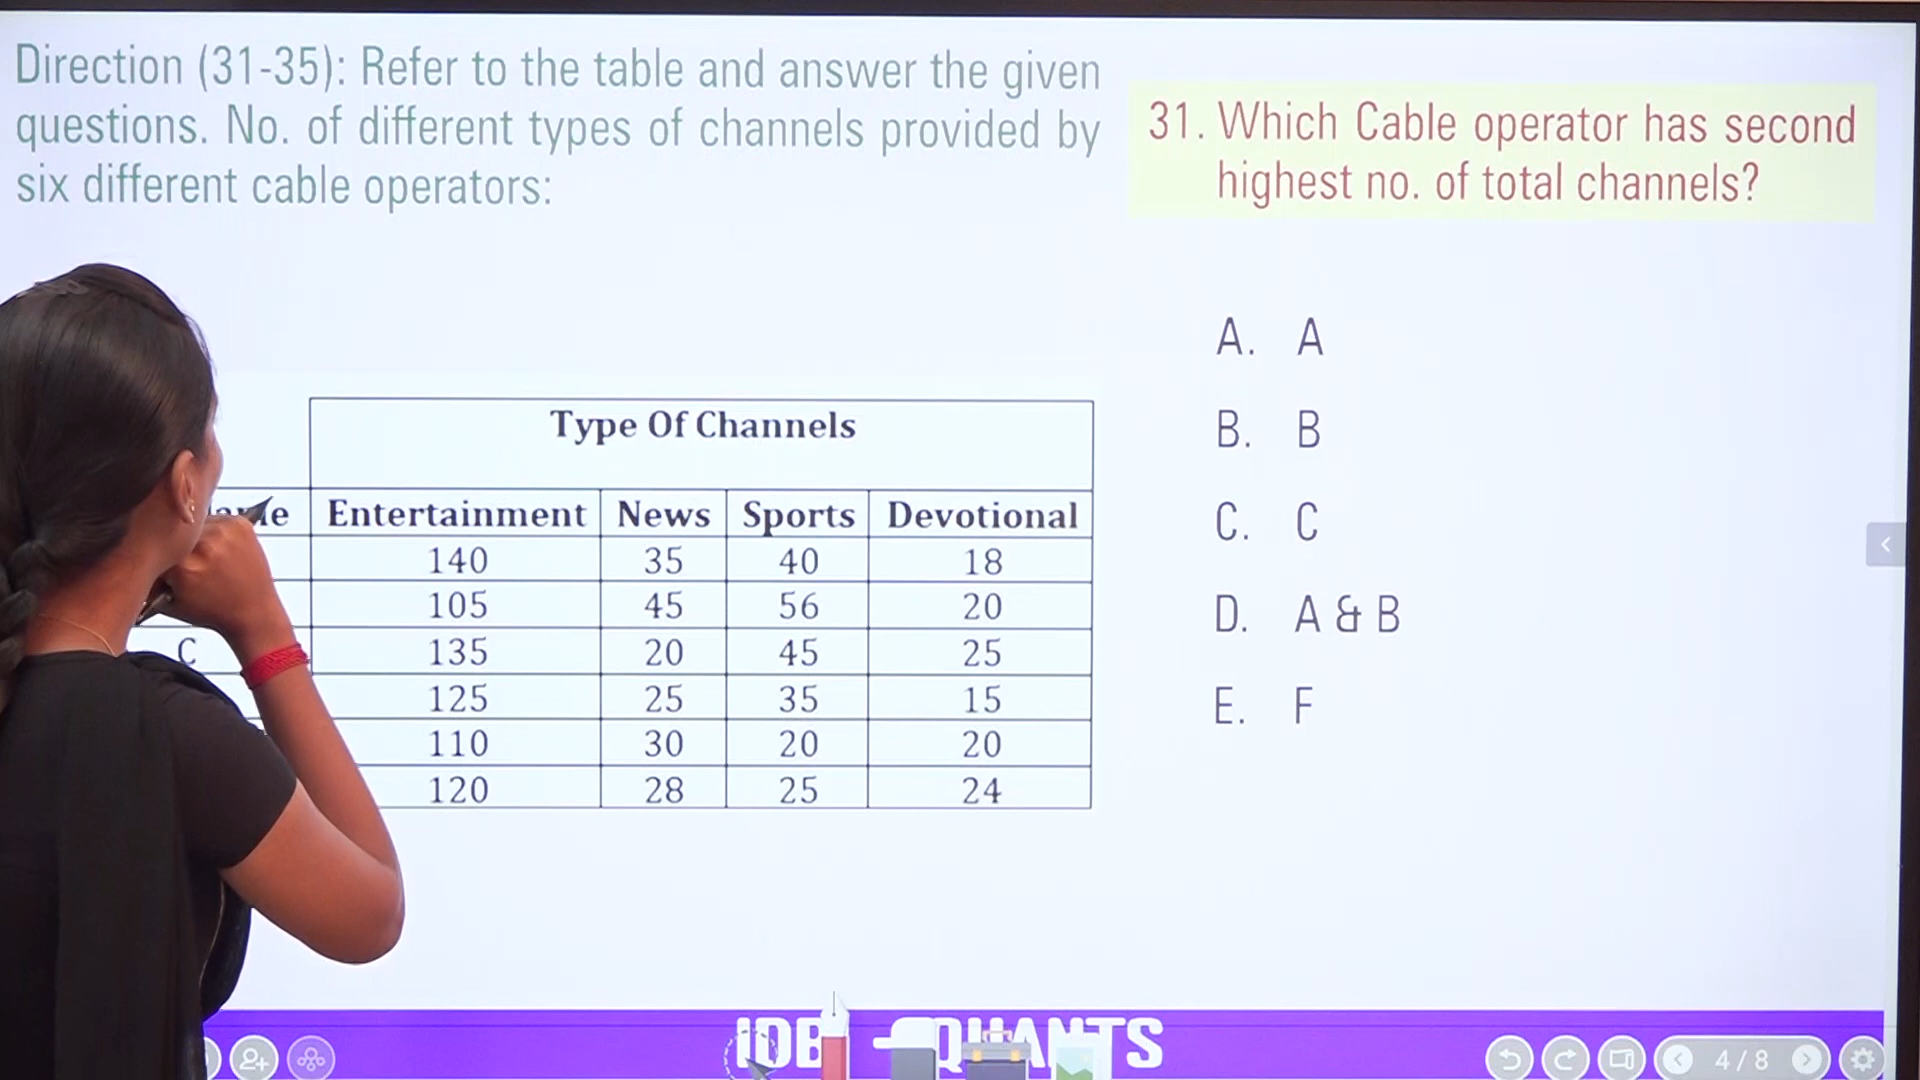 Direction (31-35): Refer to the table and answer the given
questions. No. of different types of channels provided by
six different cable operators:
31. Which Cable operator has second
highest no. of total channels?
A. A
B. B
C. C
D. A & B
E. F
Type Of Channels
Entertainment News Sports Devotional
140 35 40 18
105 45 56 20
C 135 20 45 25
125 25 35 15
110 30 20 20
120 28 25 24
4 / 8